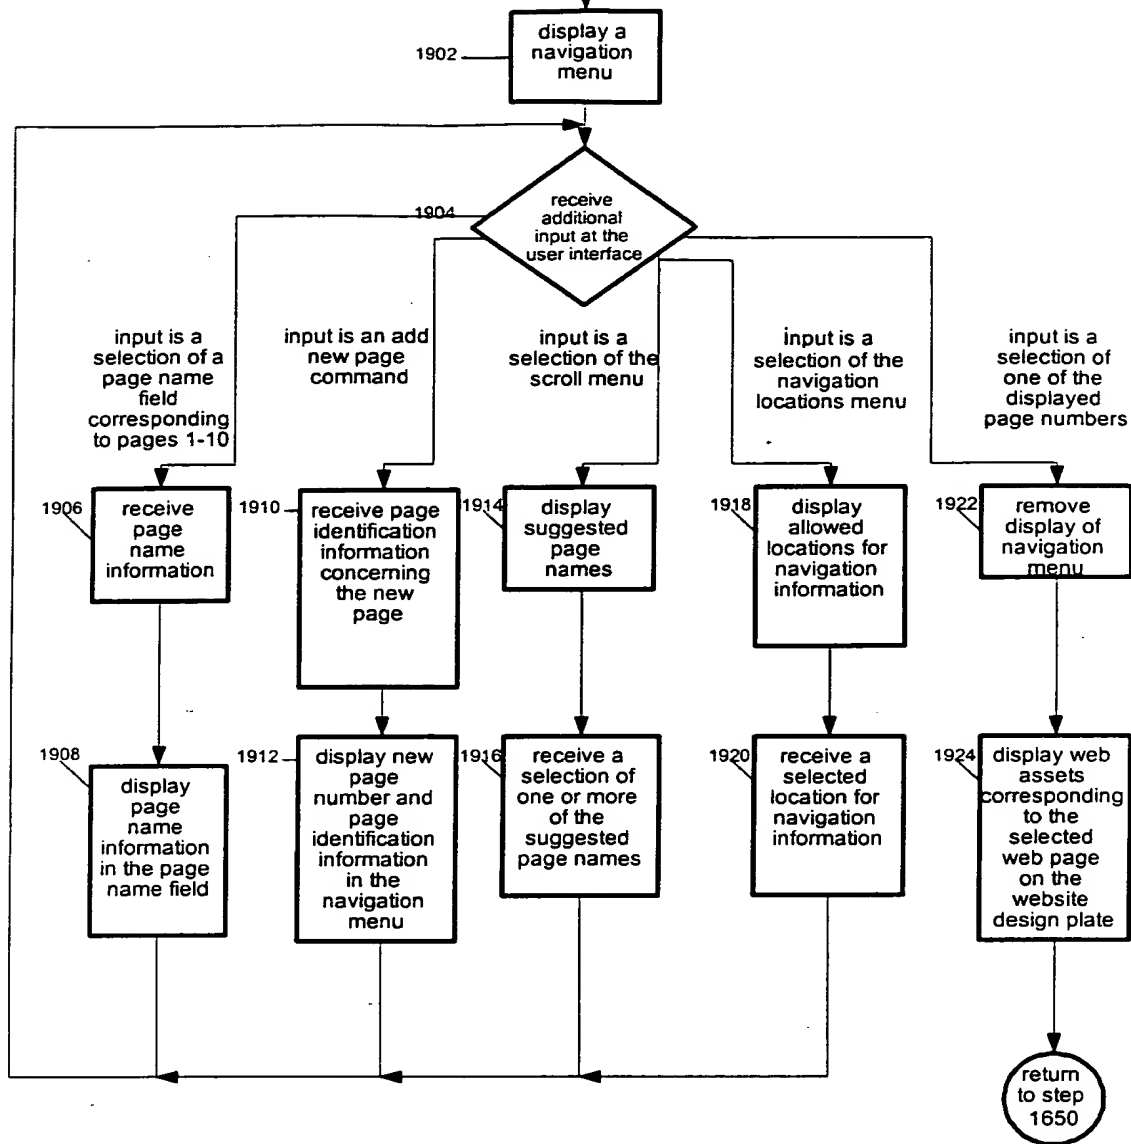 display a
navigation
menu
1902
1904
receive
additional
input at the
user interface
input is a
selection of a
page name
field
corresponding
to pages 1-10
input is an add
new page
command
input is a
selection of the
scroll menu
input is a
selection of the
navigation
locations menu
input is a
selection of
one of the
displayed
page numbers
1906
receive
page
name
information
1910
receive page
identification
information
concerning
the new
page
1914
display
suggested
page
names
1918
display
allowed
locations for
navigation
information
1922
remove
display of
navigation
menu
1908
display
page
name
information
in the page
name field
1912
display new
page
number and
page
identification
information
in the
navigation
menu
1916
receive a
selection of
one or more
of the
suggested
page names
1920
receive a
selected
location for
navigation
information
1924
display web
assets
corresponding
to the
selected
web page
on the
website
design plate
return
to step
1650